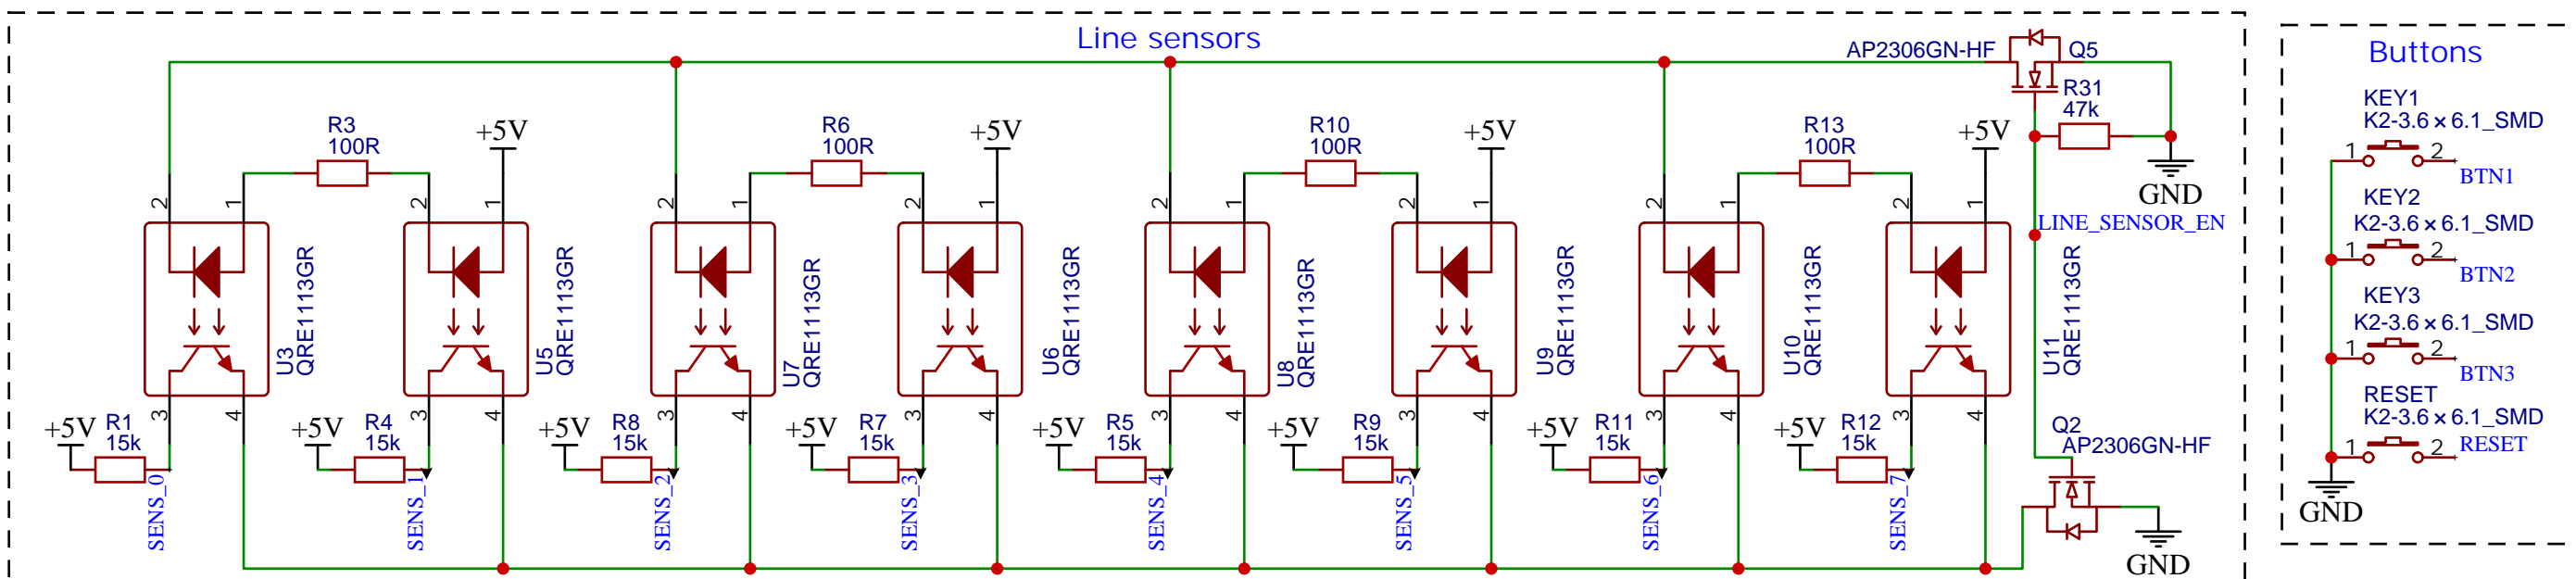 Line sensors
AP2306GN-HF
Q5
R31
47k
GND
LINE_SENSOR_EN
R3
100R
+5V
R6
100R
+5V
R10
100R
+5V
R13
100R
+5V
2
1
2
1
2
1
2
1
2
1
2
1
2
1
2
1
U3
QRE1113GR
U5
QRE1113GR
U7
QRE1113GR
U6
QRE1113GR
U8
QRE1113GR
U9
QRE1113GR
U10
QRE1113GR
U11
QRE1113GR
3
4
3
4
3
4
3
4
3
4
3
4
3
4
3
4
+5V
R1
15k
SENS_0
+5V
R4
15k
SENS_1
+5V
R8
15k
SENS_2
+5V
R7
15k
SENS_3
+5V
R5
15k
SENS_4
+5V
R9
15k
SENS_5
+5V
R11
15k
SENS_6
+5V
R12
15k
SENS_7
Q2
AP2306GN-HF
GND
Buttons
KEY1
K2-3.6×6.1_SMD
1
2
BTN1
KEY2
K2-3.6×6.1_SMD
1
2
BTN2
KEY3
K2-3.6×6.1_SMD
1
2
BTN3
RESET
K2-3.6×6.1_SMD
1
2
RESET
GND